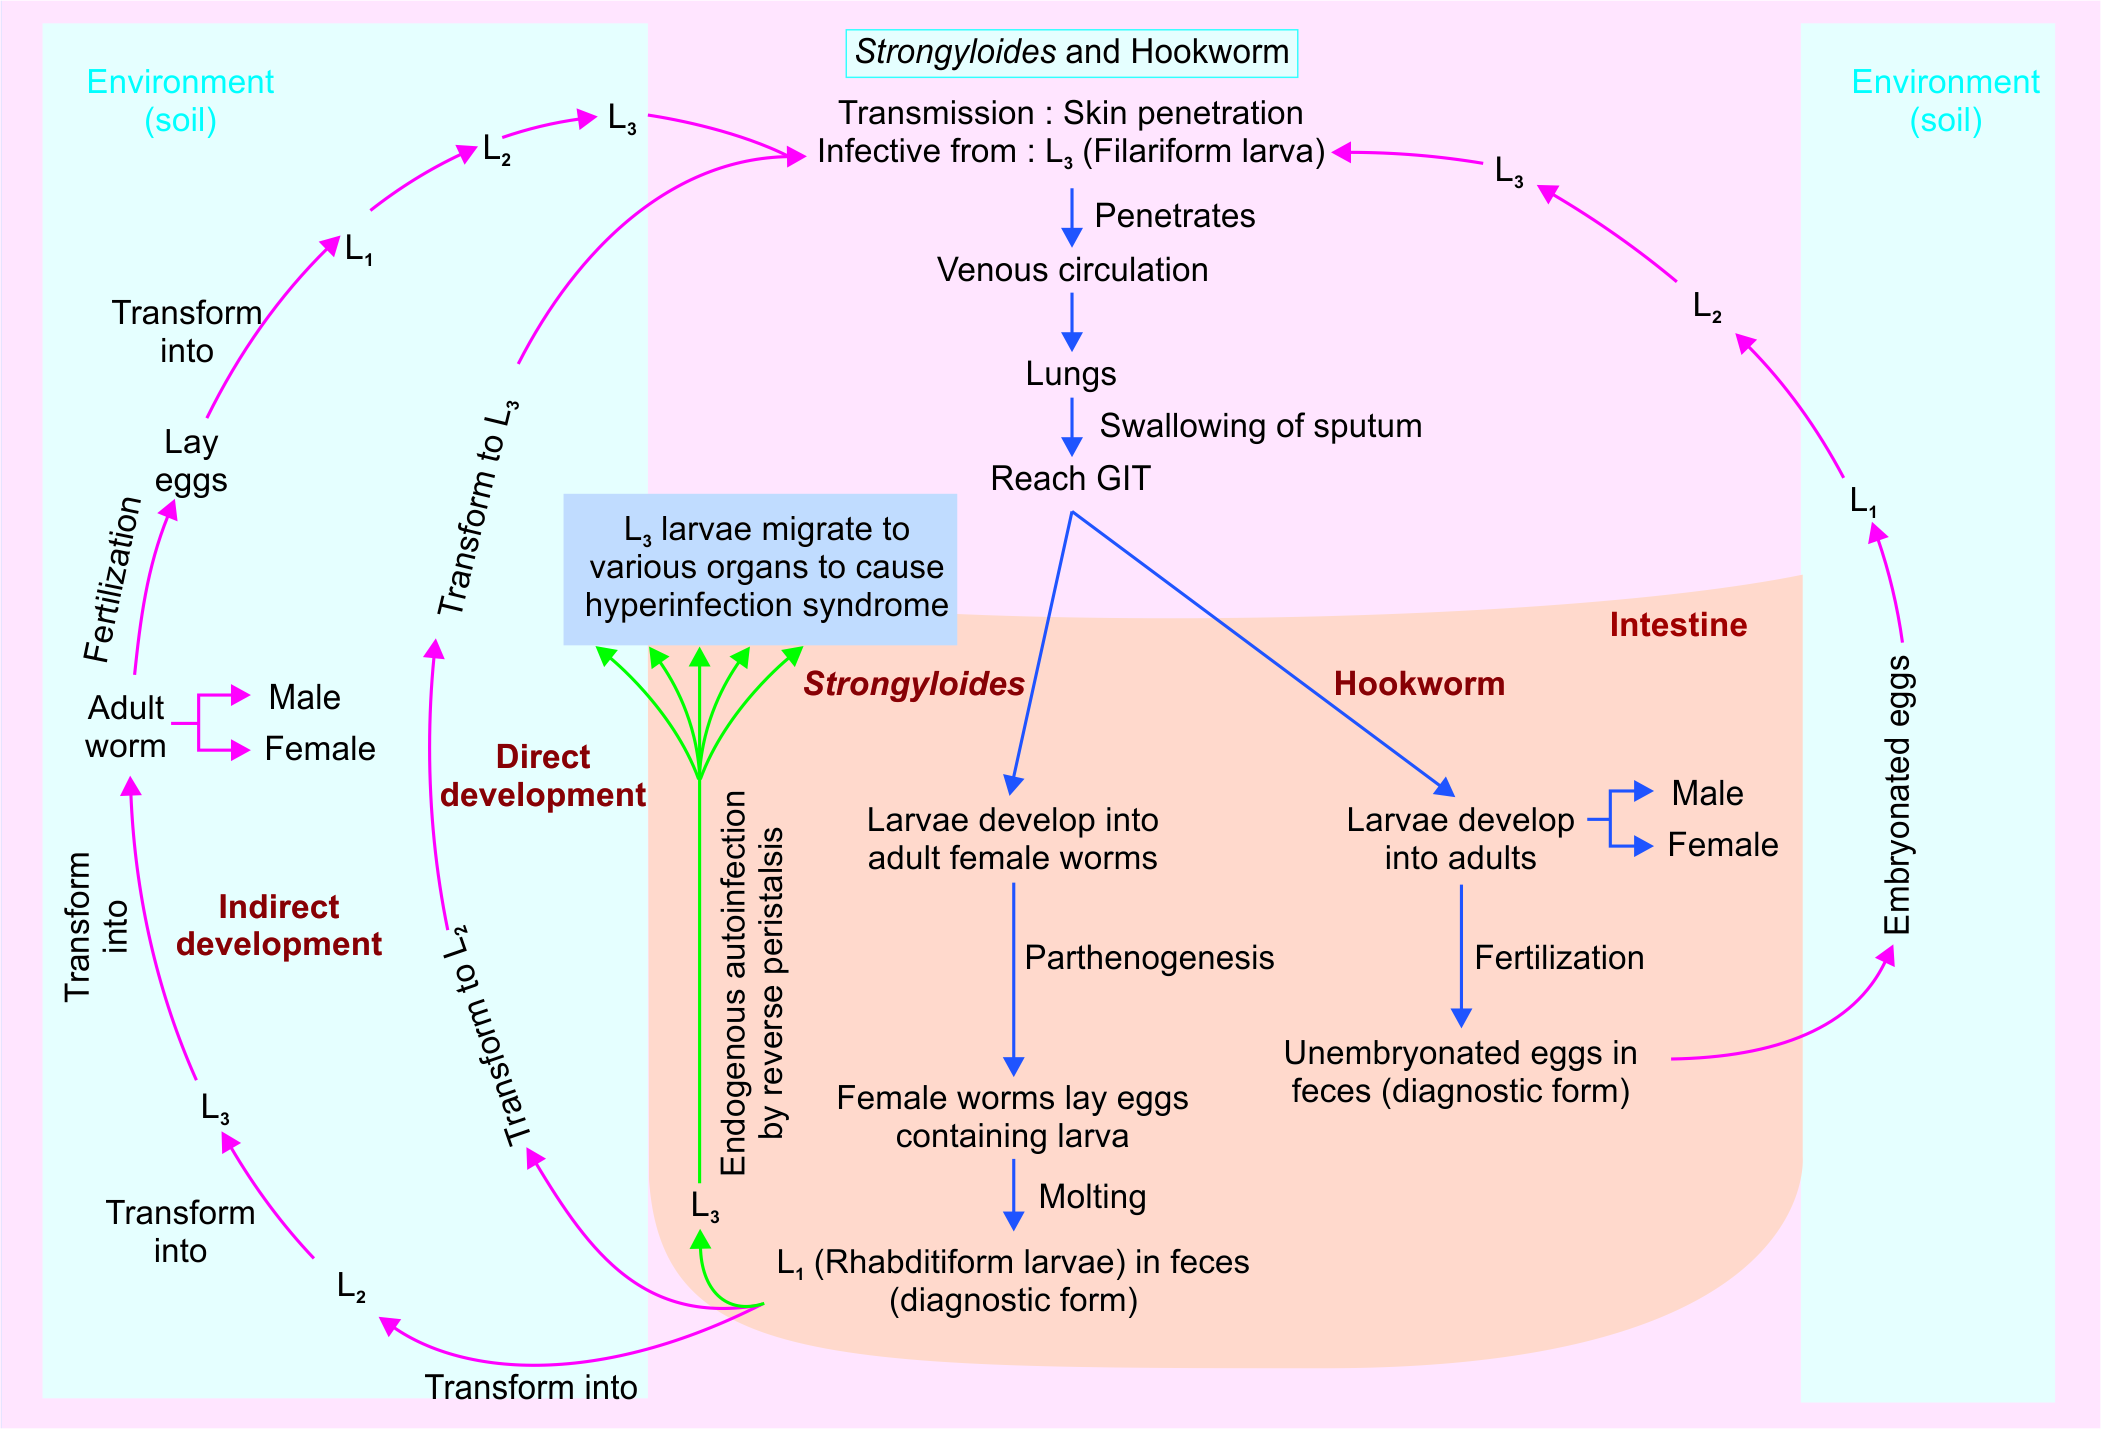 Strongyloides and Hookworm
Environment
(soil)
Environment
(soil)
Transmission : Skin penetration
Infective from : L₃ (Filariform larva)
L₃
L₂
L₁
Transform
into
Lay
eggs
Fertilization
Adult
worm
Male
Female
Transform
into
Indirect
development
L₃
Transform
into
L₂
Transform into
Transform to L₃
Direct
development
Transform to L₂
Penetrates
Venous circulation
Lungs
Swallowing of sputum
Reach GIT
L₃ larvae migrate to
various organs to cause
hyperinfection syndrome
Endogenous autoinfection
by reverse peristalsis
L₃
Intestine
Strongyloides
Hookworm
Larvae develop into
adult female worms
Parthenogenesis
Female worms lay eggs
containing larva
Molting
L₁ (Rhabditiform larvae) in feces
(diagnostic form)
Larvae develop
into adults
Male
Female
Fertilization
Unembryonated eggs in
feces (diagnostic form)
Embryonated eggs
L₁
L₂
L₃